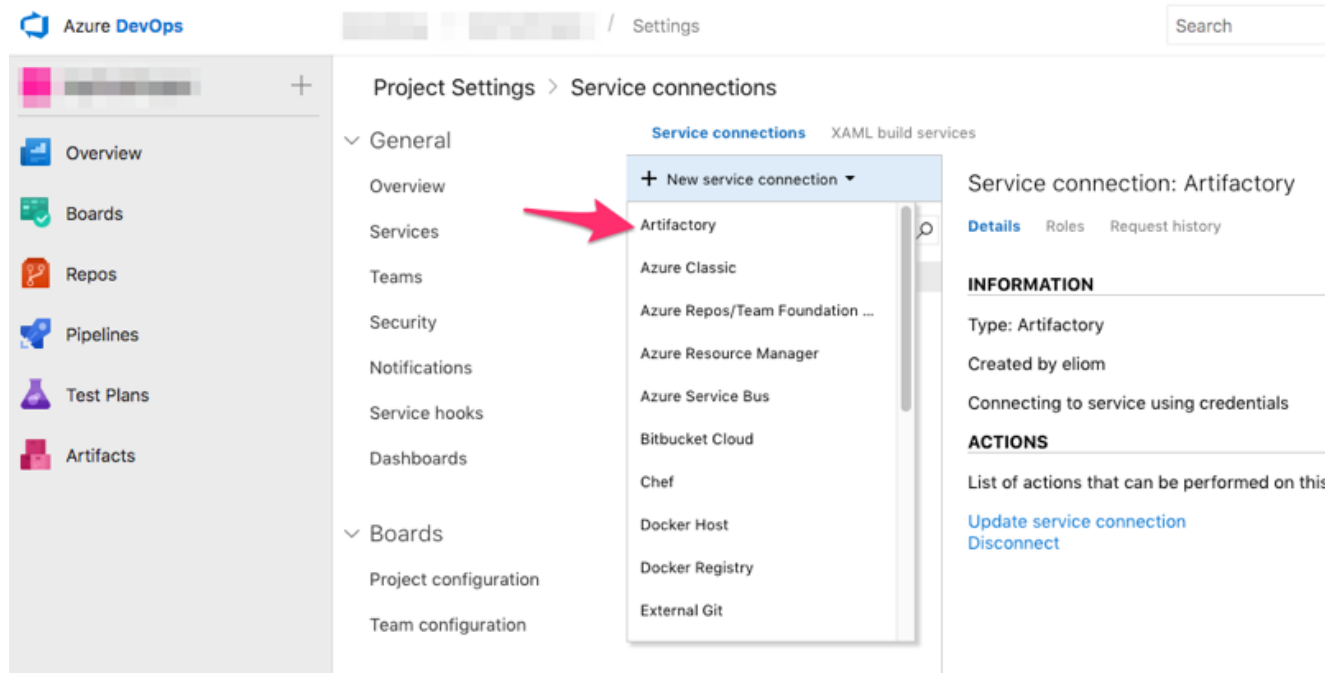 Azure DevOps
/ Settings
Search
+
Overview
Boards
Repos
Pipelines
Test Plans
Artifacts
Project Settings > Service connections
General
Overview
Services
Teams
Security
Notifications
Service hooks
Dashboards
Boards
Project configuration
Team configuration
Service connections XAML build services
+ New service connection
Artifactory
Azure Classic
Azure Repos/Team Foundation ...
Azure Resource Manager
Azure Service Bus
Bitbucket Cloud
Chef
Docker Host
Docker Registry
External Git
Service connection: Artifactory
Details Roles Request history
INFORMATION
Type: Artifactory
Created by eliom
Connecting to service using credentials
ACTIONS
List of actions that can be performed on this
Update service connection
Disconnect